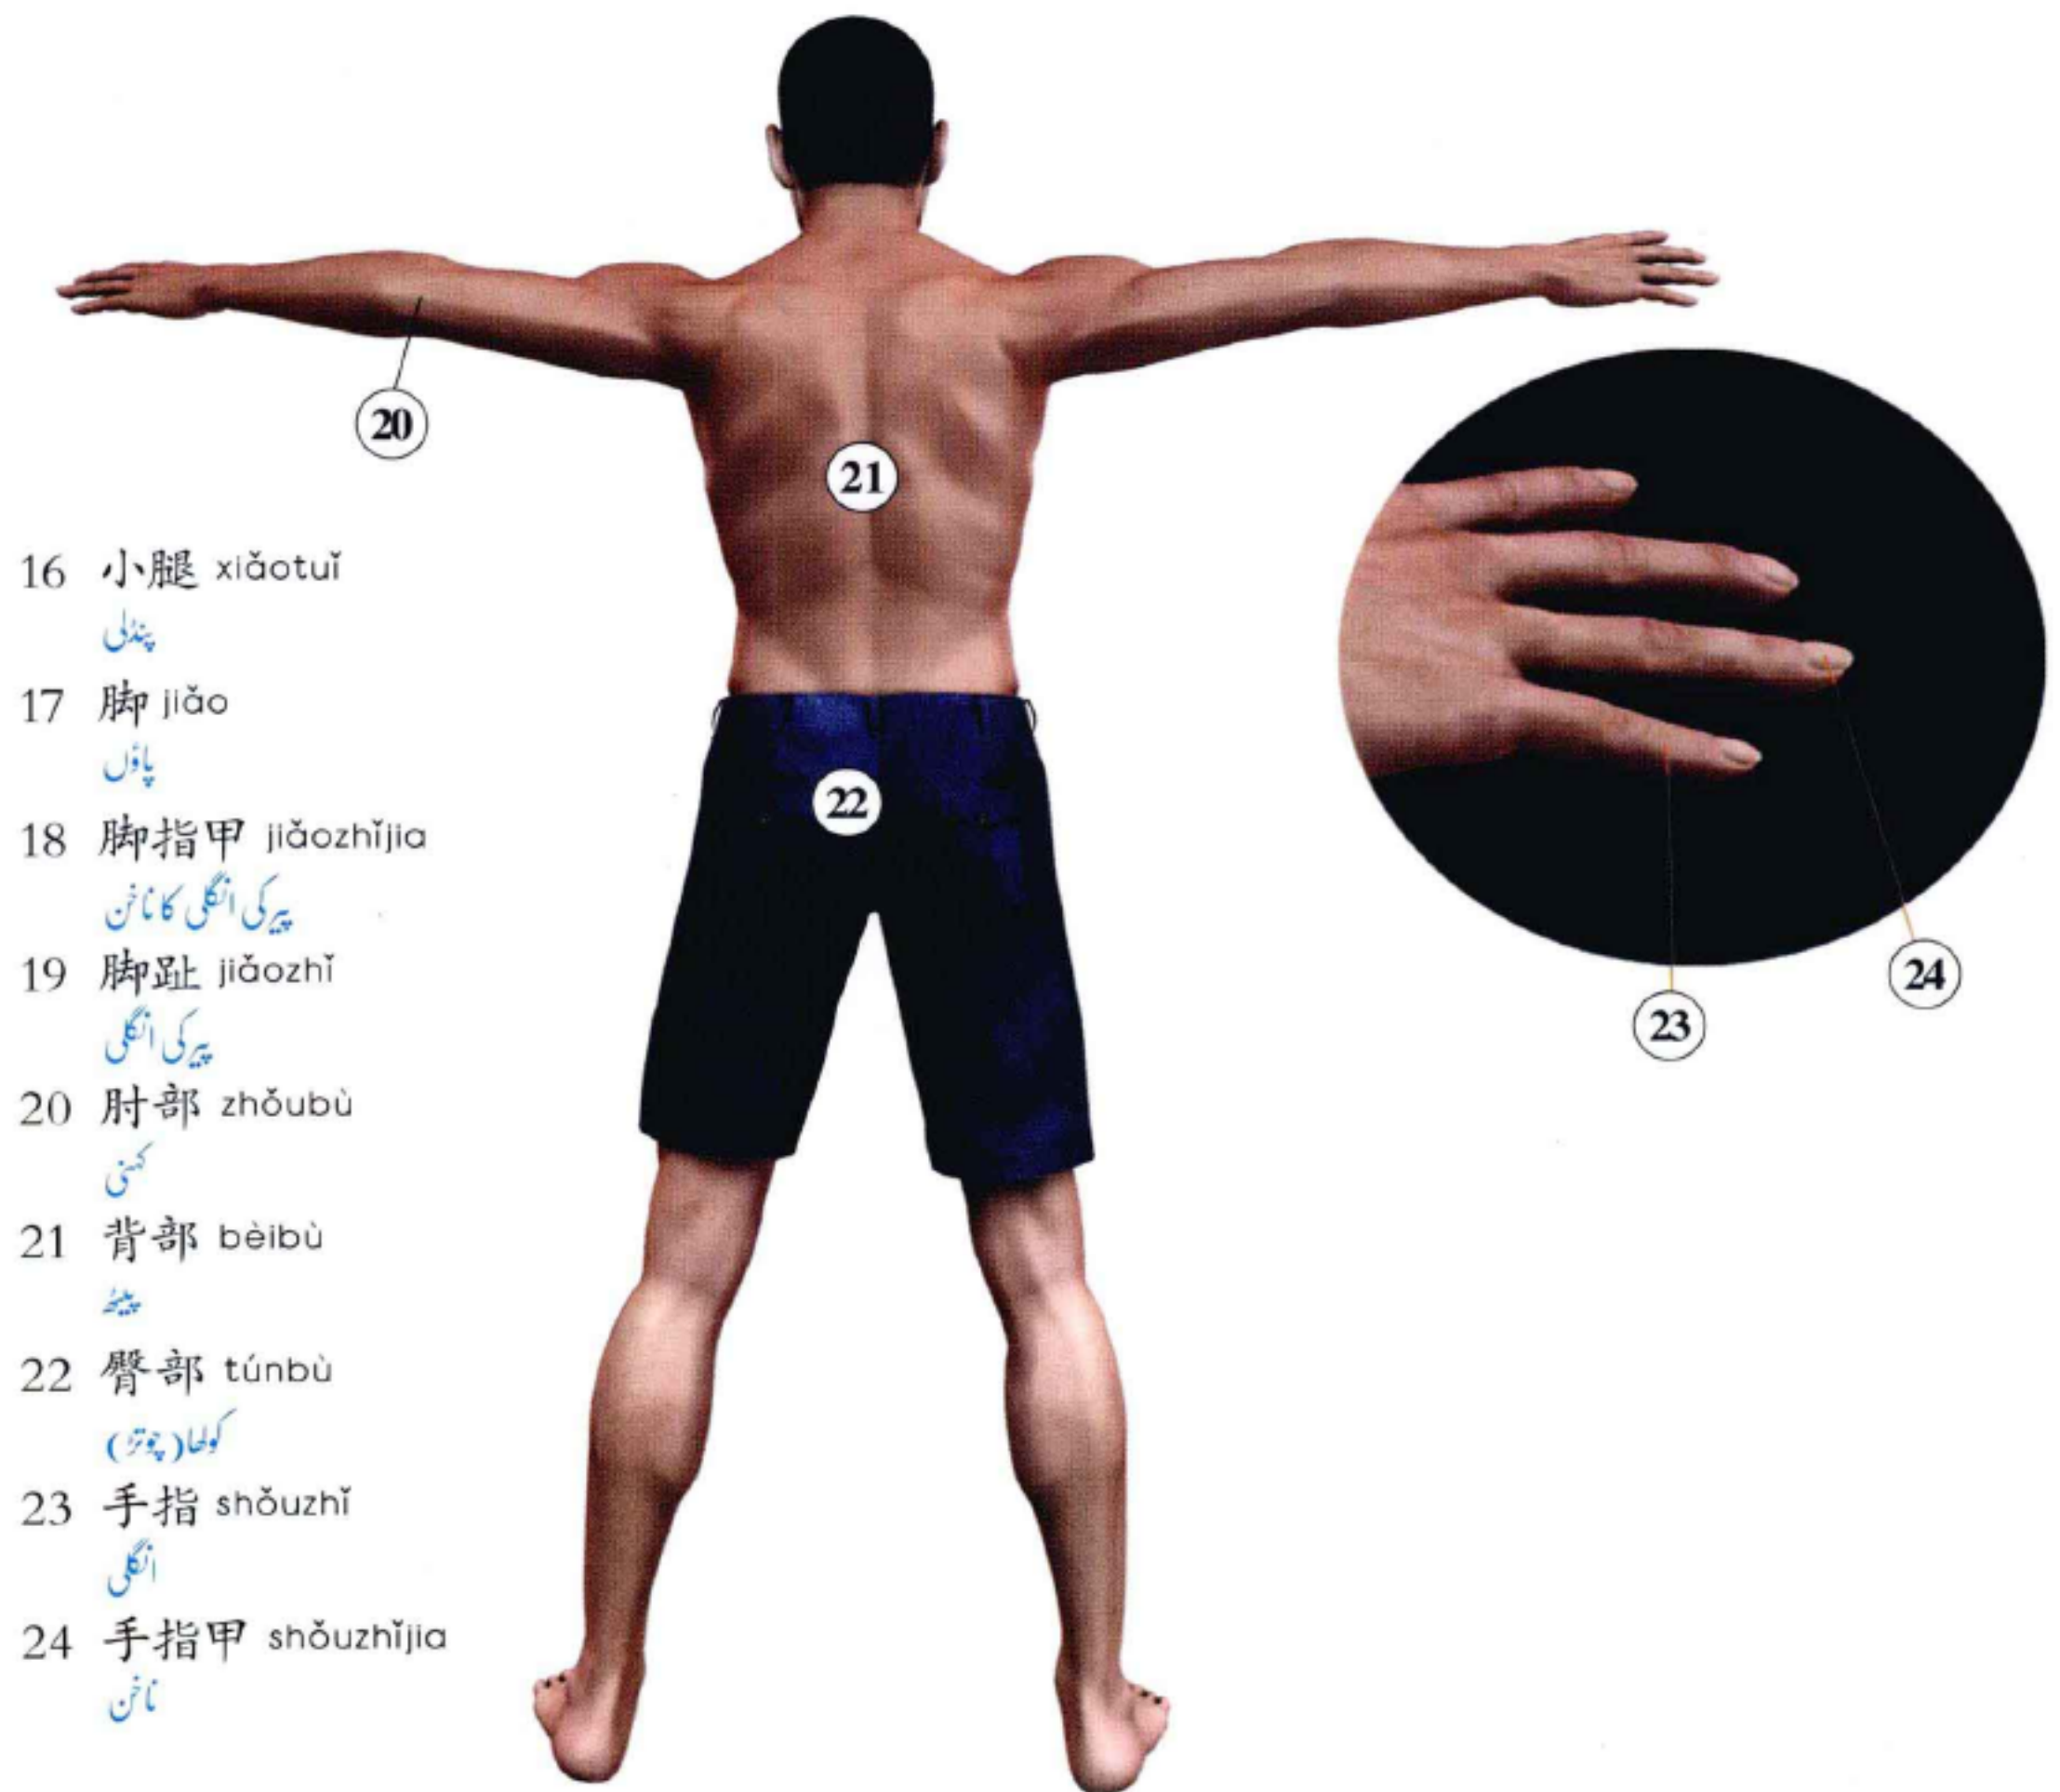 16 小腿 xiǎotuǐ
پنڈلی
17 脚 jiǎo
پاؤں
18 脚指甲 jiǎozhǐjia
پیر کی انگلی کا ناخن
19 脚趾 jiǎozhǐ
پیر کی انگلی
20 肘部 zhǒubù
کہنی
21 背部 bèibù
پیٹھ
22 臀部 túnbù
کولھا (چوتڑ)
23 手指 shǒuzhǐ
انگلی
24 手指甲 shǒuzhǐjia
ناخن
20
21
22
23
24